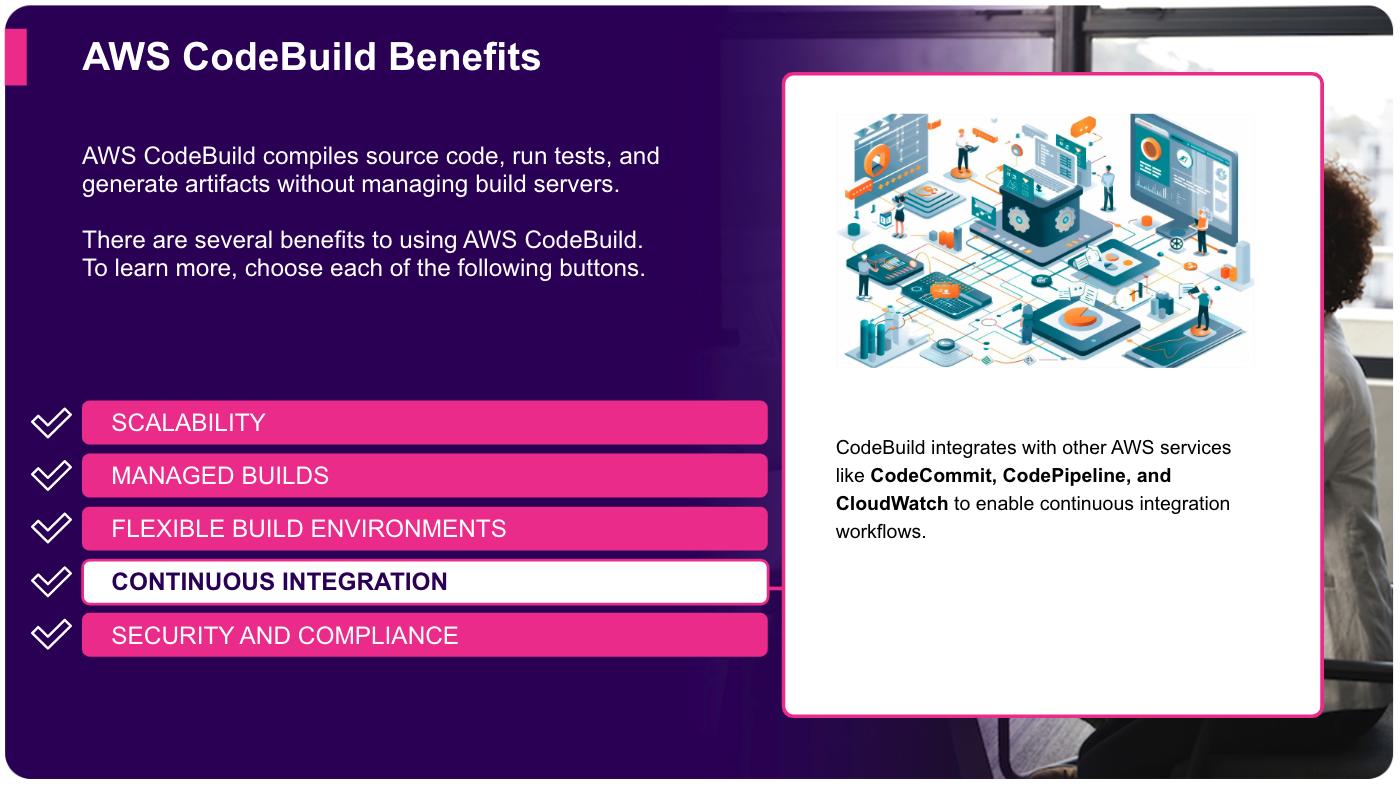 AWS CodeBuild Benefits
AWS CodeBuild compiles source code, run tests, and
generate artifacts without managing build servers.
There are several benefits to using AWS CodeBuild.
To learn more, choose each of the following buttons.
SCALABILITY
MANAGED BUILDS
FLEXIBLE BUILD ENVIRONMENTS
CONTINUOUS INTEGRATION
SECURITY AND COMPLIANCE
CodeBuild integrates with other AWS services
like CodeCommit, CodePipeline, and
CloudWatch to enable continuous integration
workflows.